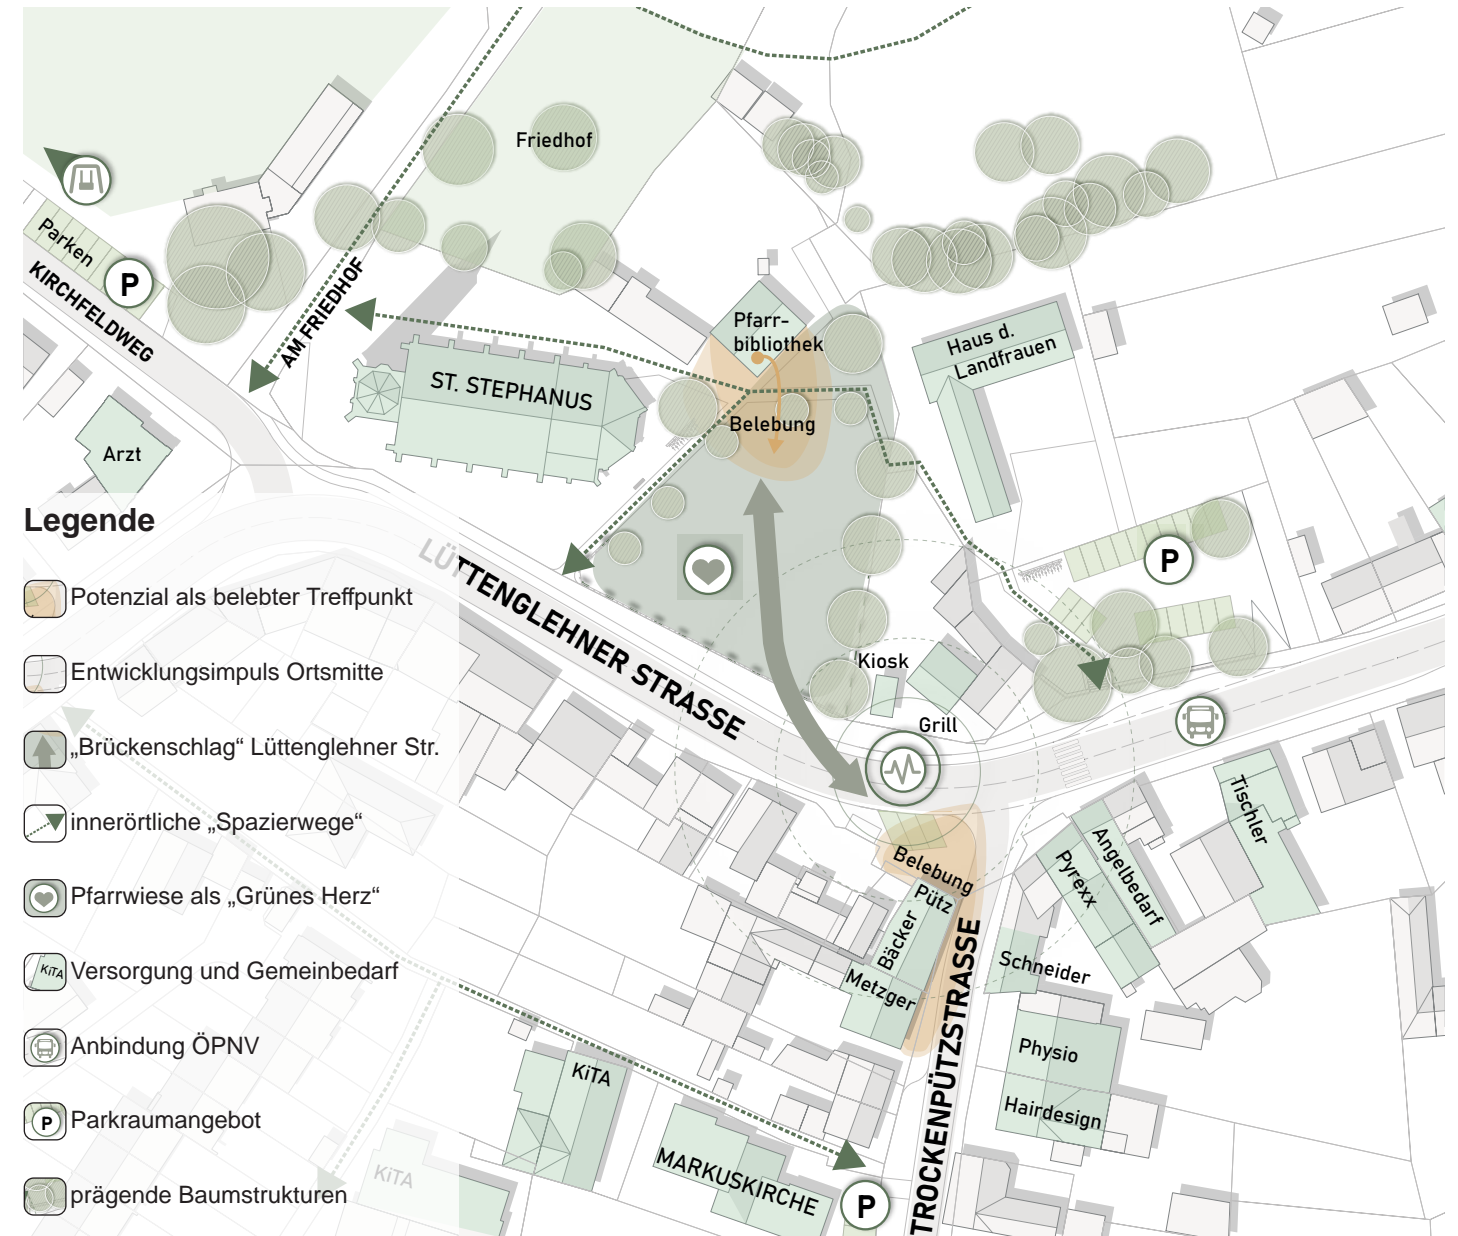 Friedhof
Parken
P
KIRCHFELDWEG
AM FRIEDHOF
Pfarr-
bibliothek
Haus d.
Landfrauen
ST. STEPHANUS
Belebung
Arzt
Legende
LÜTTENGLEHNER STRASSE
P
Potenzial als belebter Treffpunkt
Entwicklungsimpuls Ortsmitte
„Brückenschlag“ Lüttenglehner Str.
innerörtliche „Spazierwege“
Pfarrwiese als „Grünes Herz“
KiTA
Versorgung und Gemeinbedarf
Anbindung ÖPNV
P
Parkraumangebot
prägende Baumstrukturen
Kiosk
Grill
Tischler
Angelbedarf
Pyrexx
Belebung
Pütz
Bäcker
Metzger
Schneider
TROCKENPÜTZSTRASSE
Physio
Hairdesign
KiTA
KiTA
MARKUSKIRCHE
P